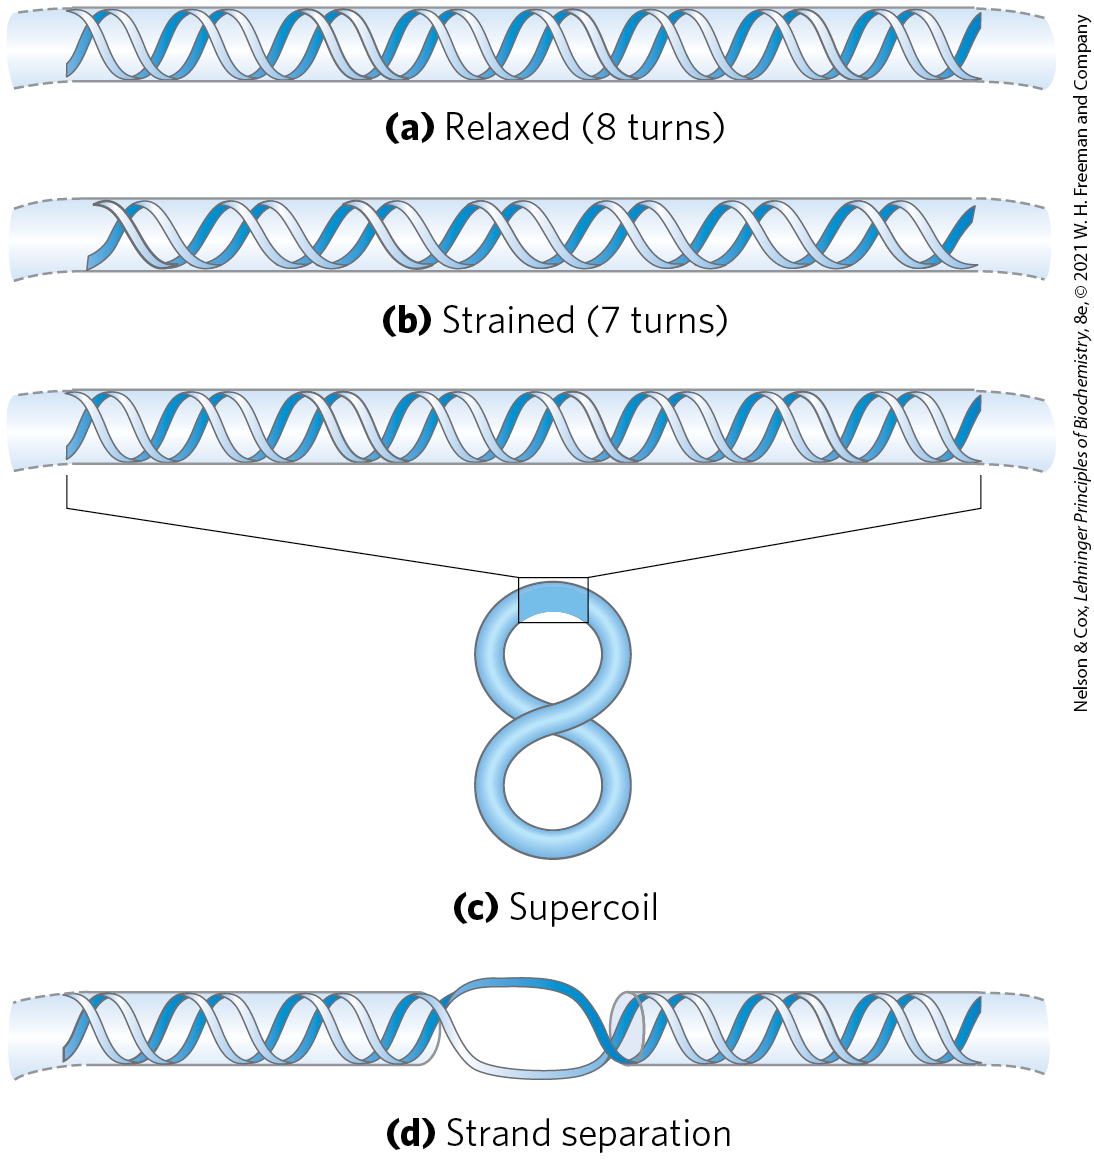 (a) Relaxed (8 turns)
(b) Strained (7 turns)
(c) Supercoil
(d) Strand separation
Nelson & Cox, Lehninger Principles of Biochemistry, 8e, © 2021 W. H. Freeman and Company